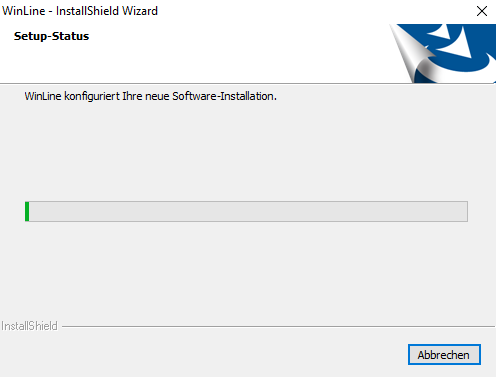 WinLine - InstallShield Wizard
Setup-Status
WinLine konfiguriert Ihre neue Software-Installation.
InstallShield
Abbrechen